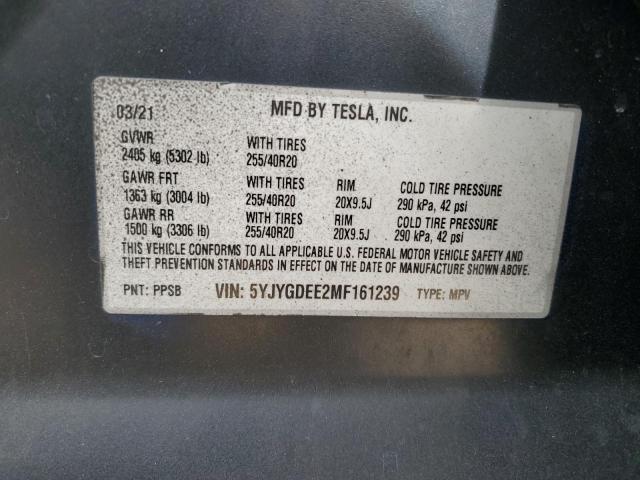 03/21 MFD BY TESLA, INC.
GVWR WITH TIRES
2405 kg (5302 lb) 255/40R20
GAWR FRT WITH TIRES RIM COLD TIRE PRESSURE
1363 kg (3004 lb) 255/40R20 20X9.5J 290 kPa, 42 psi
GAWR RR WITH TIRES RIM COLD TIRE PRESSURE
1500 kg (3306 lb) 255/40R20 20X9.5J 290 kPa, 42 psi
THIS VEHICLE CONFORMS TO ALL APPLICABLE U.S. FEDERAL MOTOR VEHICLE SAFETY AND
THEFT PREVENTION STANDARDS IN EFFECT ON THE DATE OF MANUFACTURE SHOWN ABOVE.
PNT: PPSB VIN: 5YJYGDEE2MF161239 TYPE: MPV